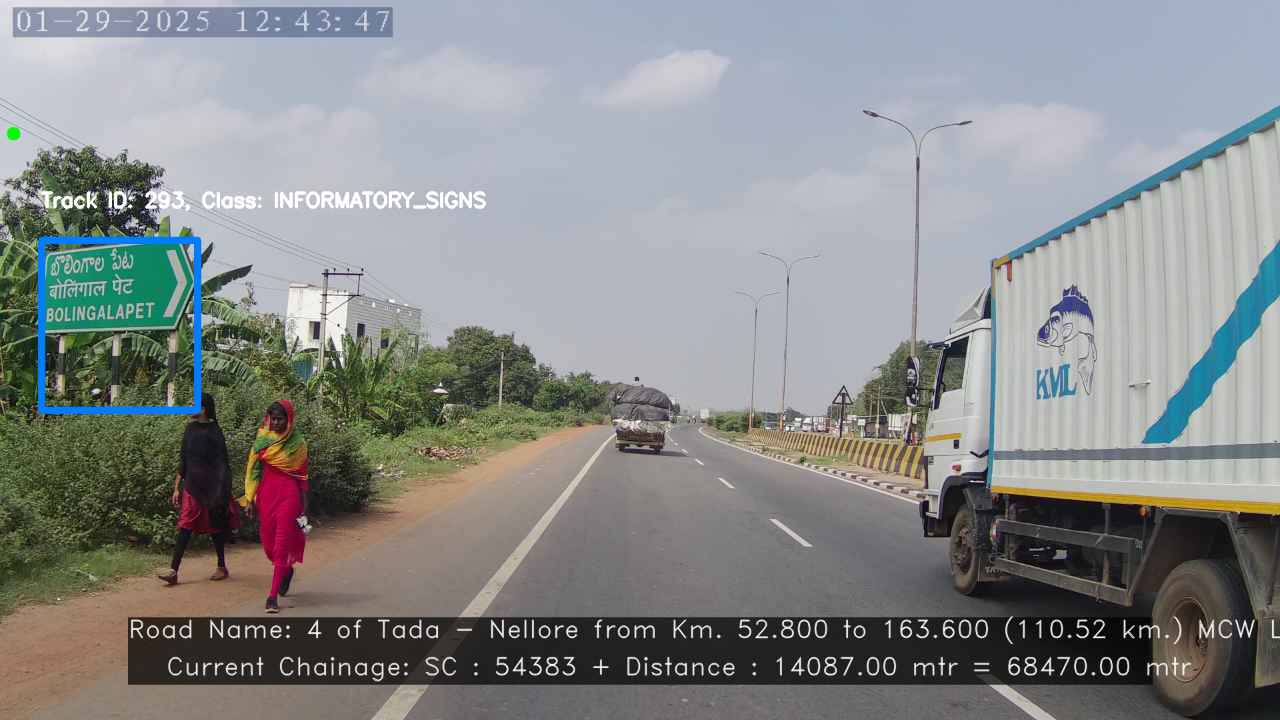 01-29-2025 12:43:47
Track ID: 293, Class: INFORMATORY_SIGNS
బొలింగాల పేట
बोलिंगाल पेट
BOLINGALAPET
KML
Road Name: 4 of Tada - Nellore from Km. 52.800 to 163.600 (110.52 km.) MCW L
Current Chainage: SC : 54383 + Distance : 14087.00 mtr = 68470.00 mtr